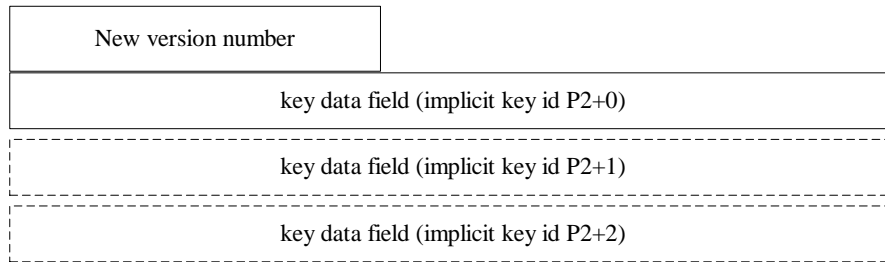 New version number
key data field (implicit key id P2+0)
key data field (implicit key id P2+1)
key data field (implicit key id P2+2)